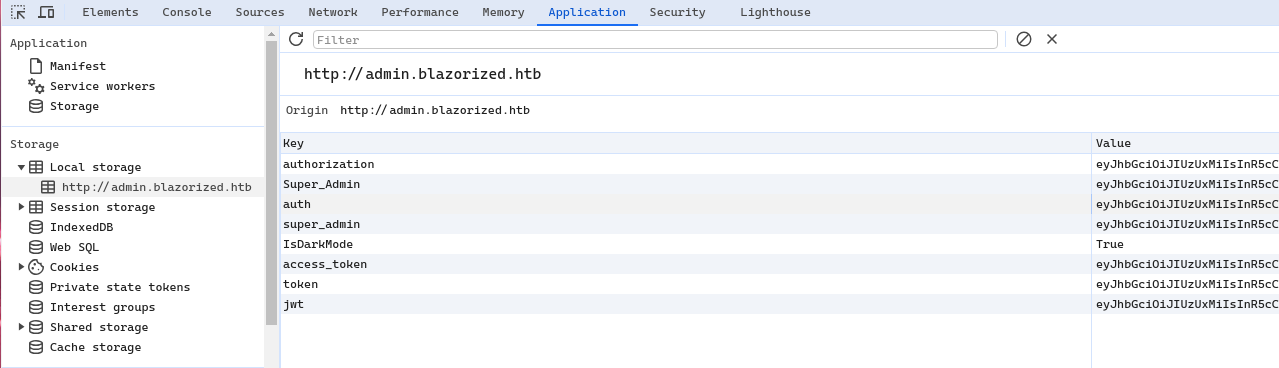 Elements Console Sources Network Performance Memory Application Security Lighthouse
Application
Manifest
Service workers
Storage
Storage
Local storage
http://admin.blazorized.htb
Session storage
IndexedDB
Web SQL
Cookies
Private state tokens
Interest groups
Shared storage
Cache storage
Filter
http://admin.blazorized.htb
Origin http://admin.blazorized.htb
Key Value
authorization eyJhbGciOiJIUzUxMiIsInR5cC
Super_Admin eyJhbGciOiJIUzUxMiIsInR5cC
auth eyJhbGciOiJIUzUxMiIsInR5cC
super_admin eyJhbGciOiJIUzUxMiIsInR5cC
IsDarkMode True
access_token eyJhbGciOiJIUzUxMiIsInR5cC
token eyJhbGciOiJIUzUxMiIsInR5cC
jwt eyJhbGciOiJIUzUxMiIsInR5cC